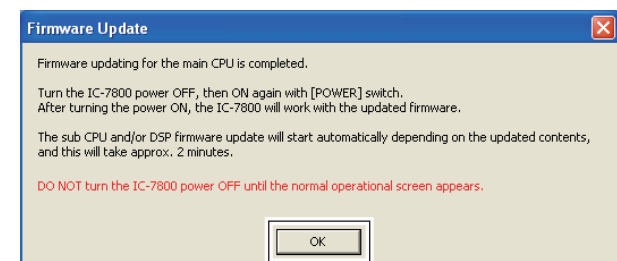 Firmware Update
Firmware updating for the main CPU is completed.
Turn the IC-7800 power OFF, then ON again with [POWER] switch.
After turning the power ON, the IC-7800 will work with the updated firmware.
The sub CPU and/or DSP firmware update will start automatically depending on the updated contents,
and this will take approx. 2 minutes.
DO NOT turn the IC-7800 power OFF until the normal operational screen appears.
OK